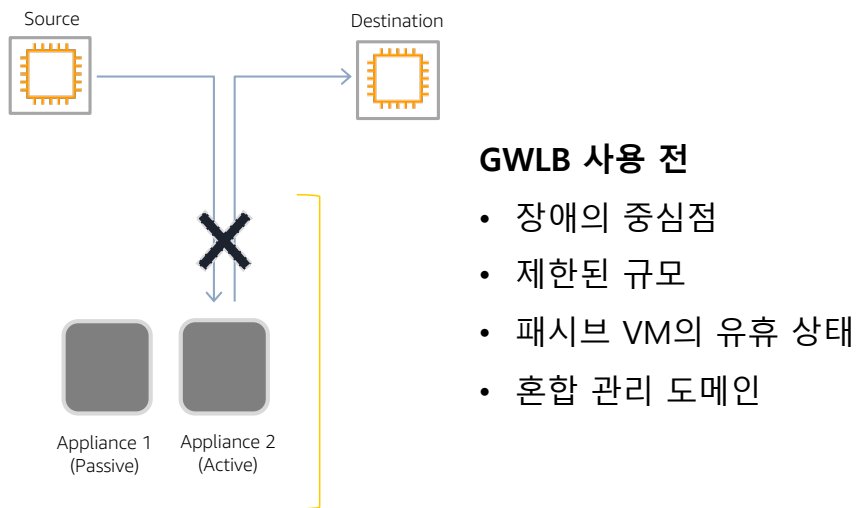 Source
Destination
GWLB 사용 전
• 장애의 중심점
• 제한된 규모
• 패시브 VM의 유휴 상태
• 혼합 관리 도메인
Appliance 1
(Passive)
Appliance 2
(Active)